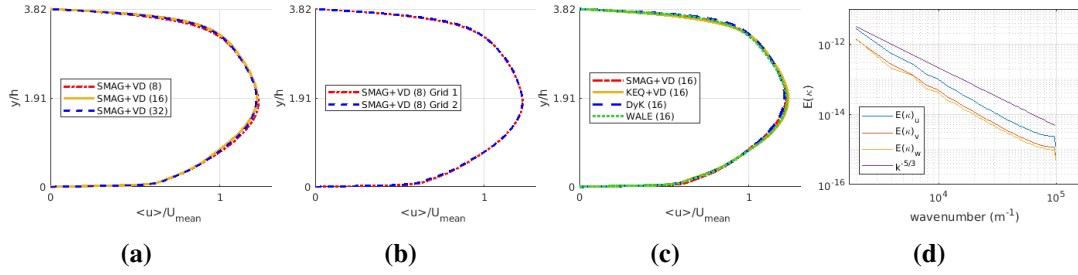 3.82
y/h
1.91
0
0
1
<u>/U_mean
SMAG+VD (8)
SMAG+VD (16)
SMAG+VD (32)
(a)
3.82
y/h
1.91
0
0
1
<u>/U_mean
SMAG+VD (8) Grid 1
SMAG+VD (8) Grid 2
(b)
3.82
y/h
1.91
0
0
1
<u>/U_mean
SMAG+VD (16)
KEQ+VD (16)
DyK (16)
WALE (16)
(c)
10^-12
E(κ)
10^-14
10^-16
10^4
10^5
wavenumber (m^-1)
E(κ)_u
E(κ)_v
E(κ)_w
k^-5/3
(d)